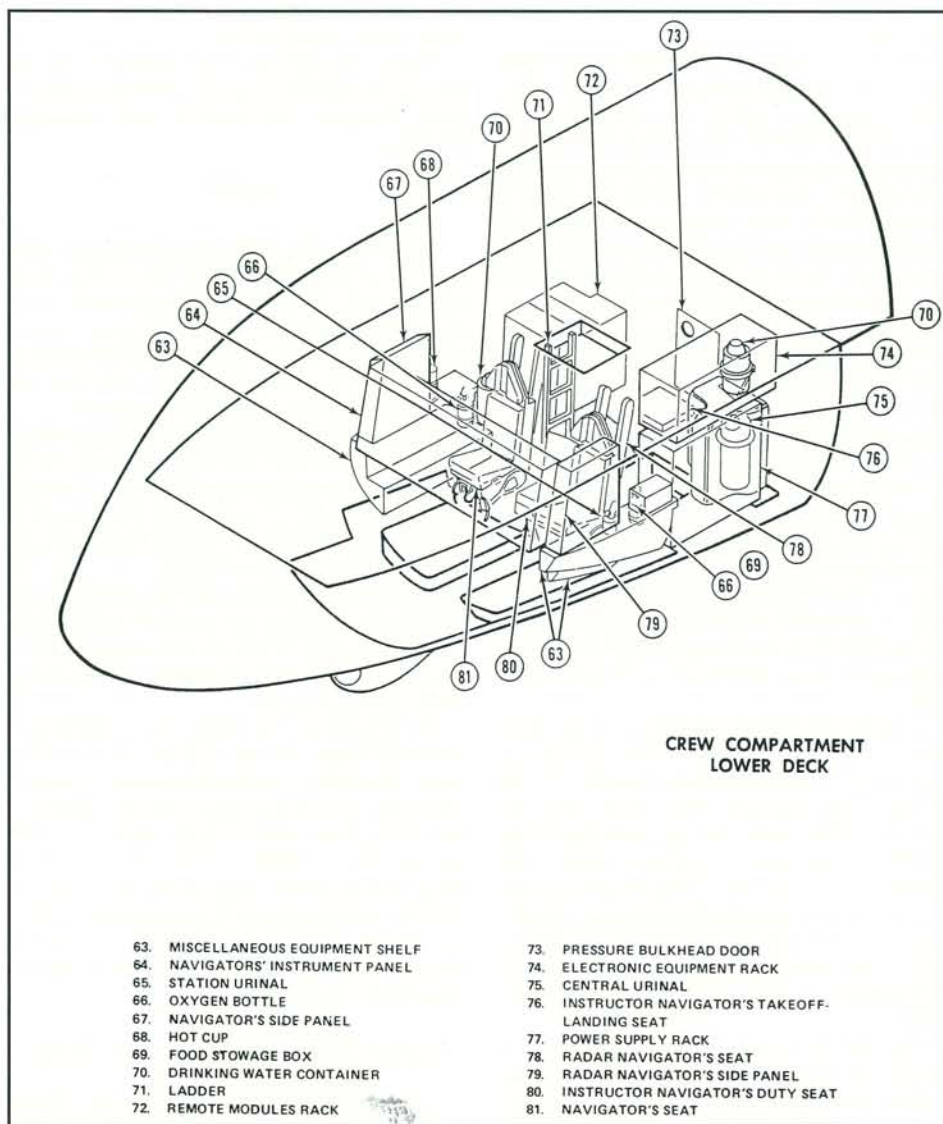 73
72
71
70
68
67
66
65
64
63
70
74
75
76
77
78
69
66
79
63
80
81
CREW COMPARTMENT
LOWER DECK
63. MISCELLANEOUS EQUIPMENT SHELF
64. NAVIGATORS' INSTRUMENT PANEL
65. STATION URINAL
66. OXYGEN BOTTLE
67. NAVIGATOR'S SIDE PANEL
68. HOT CUP
69. FOOD STOWAGE BOX
70. DRINKING WATER CONTAINER
71. LADDER
72. REMOTE MODULES RACK
73. PRESSURE BULKHEAD DOOR
74. ELECTRONIC EQUIPMENT RACK
75. CENTRAL URINAL
76. INSTRUCTOR NAVIGATOR'S TAKEOFF-
LANDING SEAT
77. POWER SUPPLY RACK
78. RADAR NAVIGATOR'S SEAT
79. RADAR NAVIGATOR'S SIDE PANEL
80. INSTRUCTOR NAVIGATOR'S DUTY SEAT
81. NAVIGATOR'S SEAT